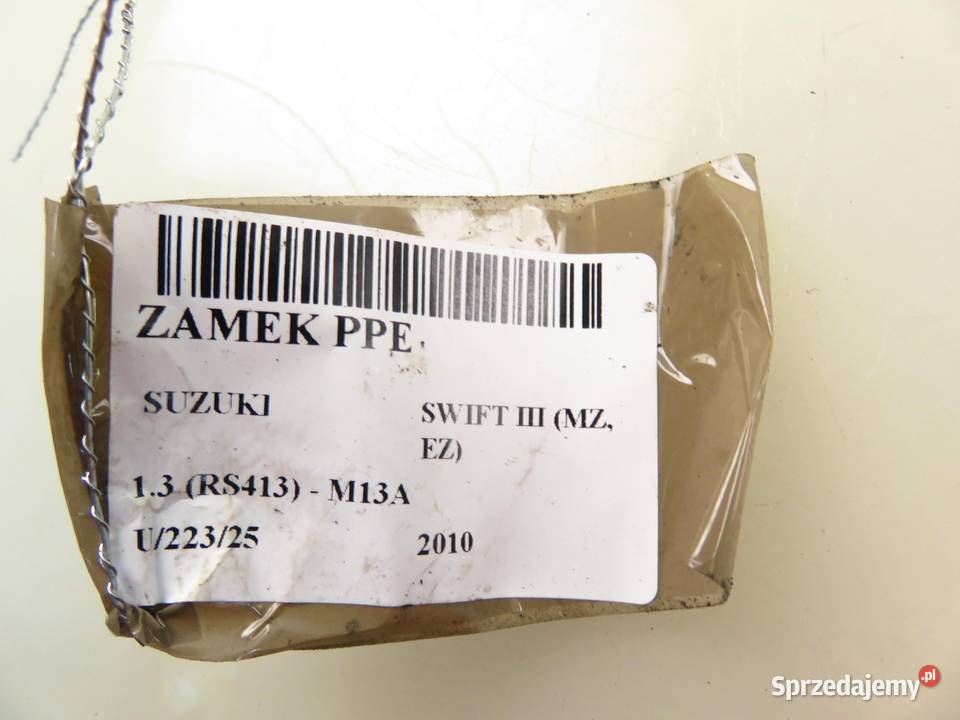 ZAMEK PPE
SUZUKI
SWIFT III (MZ,
EZ)
1.3 (RS413) - M13A
U/223/25
2010
Sprzedajemy.pl